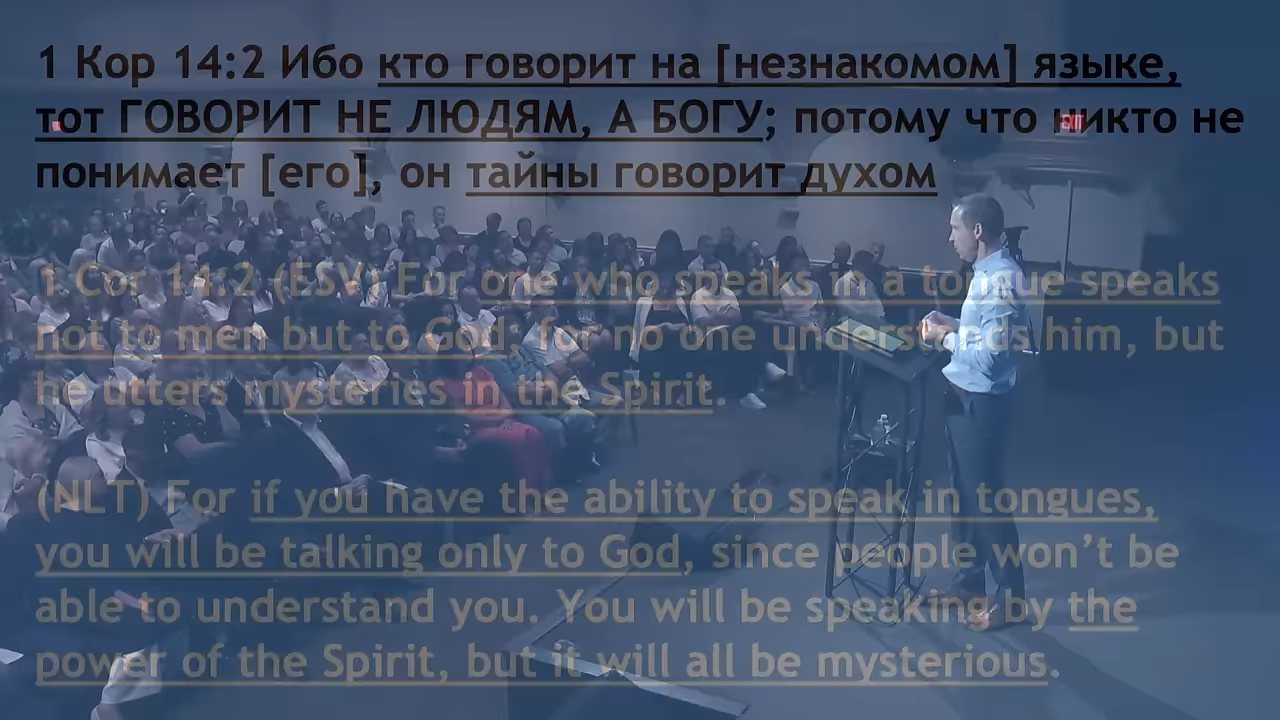 1 Кор 14:2 Ибо кто говорит на [незнакомом] языке,
тот ГОВОРИТ НЕ ЛЮДЯМ, А БОГУ; потому что никто не
понимает [его], он тайны говорит духом
1 Cor 14:2 (ESV) For one who speaks in a tongue speaks
not to men but to God; for no one understands him, but
he utters mysteries in the Spirit.
(NLT) For if you have the ability to speak in tongues,
you will be talking only to God, since people won’t be
able to understand you. You will be speaking by the
power of the Spirit, but it will all be mysterious.
EXIT